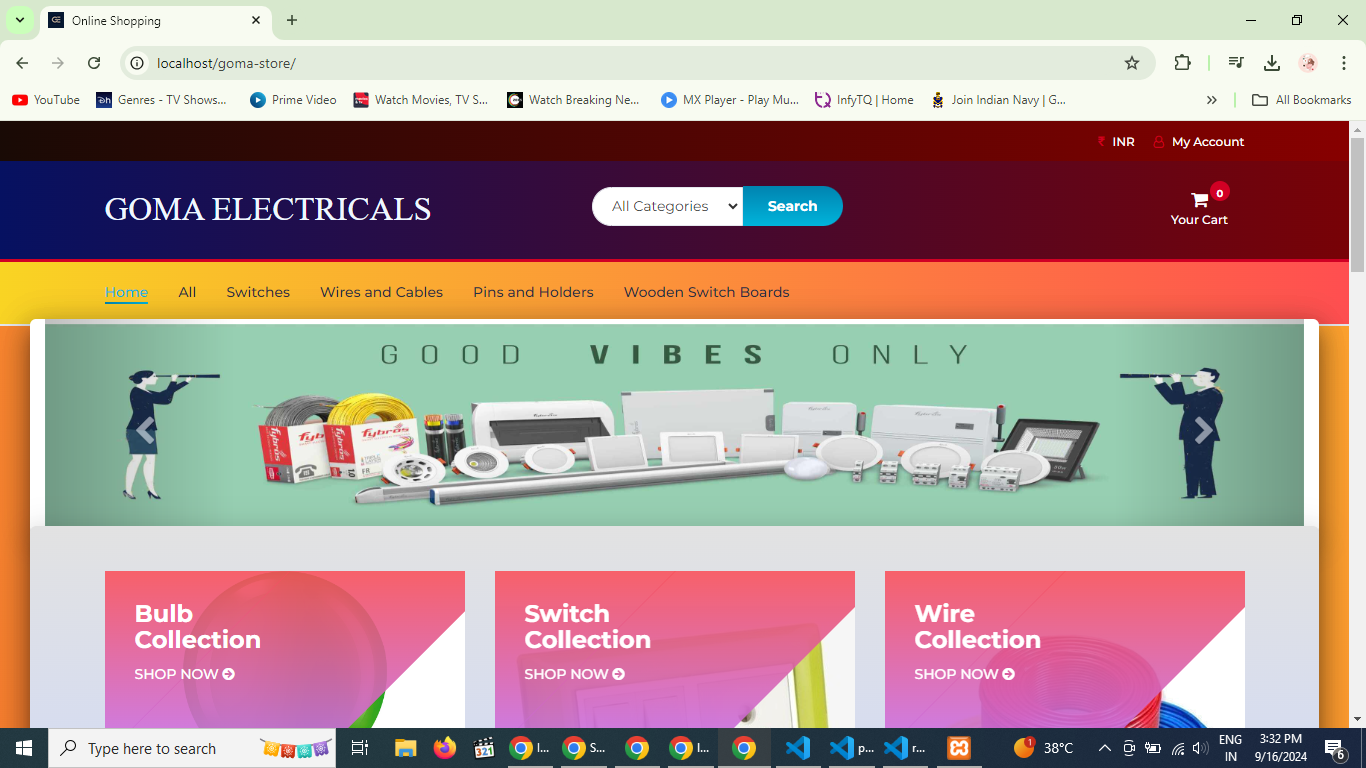 Online Shopping
localhost/goma-store/
YouTube
Genres - TV Shows...
Prime Video
Watch Movies, TV S...
Watch Breaking Ne...
MX Player - Play Mu...
InfyTQ | Home
Join Indian Navy | G...
All Bookmarks
₹ INR
My Account
GOMA ELECTRICALS
All Categories
Search
0
Your Cart
Home
All
Switches
Wires and Cables
Pins and Holders
Wooden Switch Boards
GOOD VIBES ONLY
fybros
Bulb
Collection
SHOP NOW
Switch
Collection
SHOP NOW
Wire
Collection
SHOP NOW
Type here to search
321
I...
S...
I...
p...
r...
1
38°C
ENG
IN
3:32 PM
9/16/2024
6